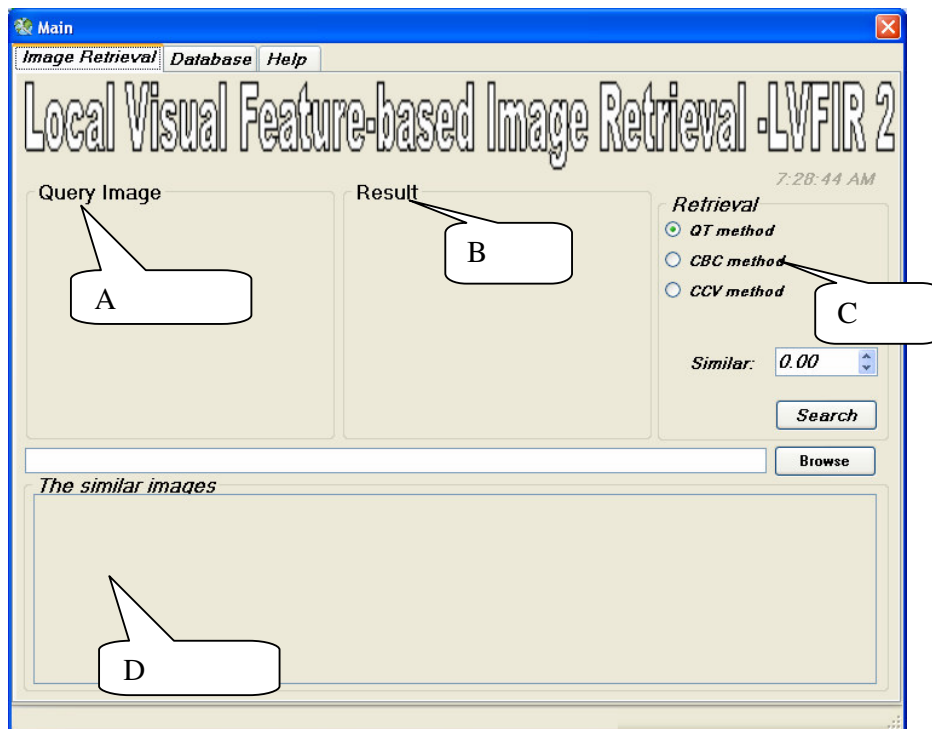 Main
Image Retrieval Database Help
Local Visual Feature-based Image Retrieval -LVFIR 2
7:28:44 AM
Query Image
Result
Retrieval
QT method
CBC method
CCV method
A
B
C
Similar: 0.00
Search
Browse
The similar images
D